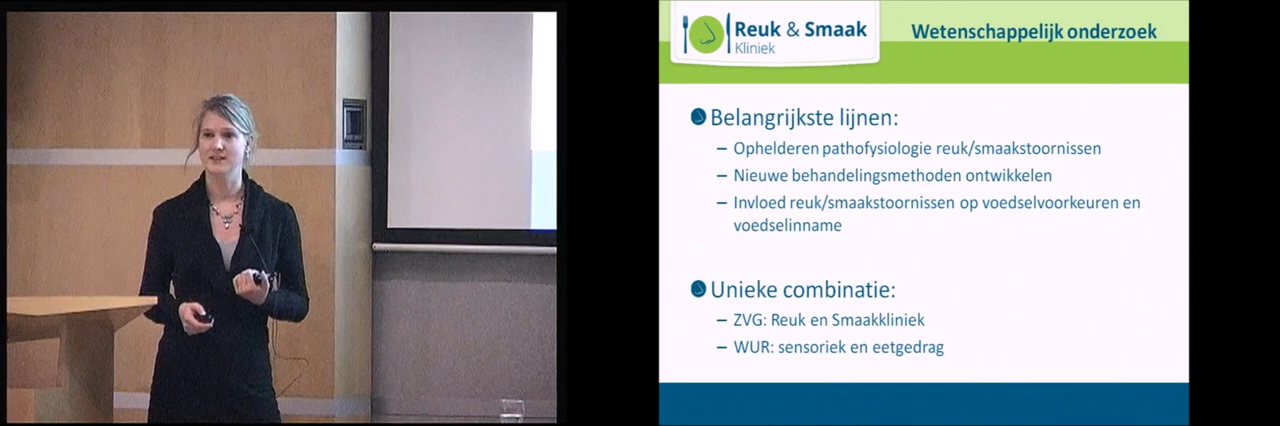 Reuk & Smaak
Kliniek
Wetenschappelijk onderzoek
Belangrijkste lijnen:
– Ophelderen pathofysiologie reuk/smaakstoornissen
– Nieuwe behandelingsmethoden ontwikkelen
– Invloed reuk/smaakstoornissen op voedselvoorkeuren en
voedselinname
Unieke combinatie:
– ZVG: Reuk en Smaakkliniek
– WUR: sensoriek en eetgedrag